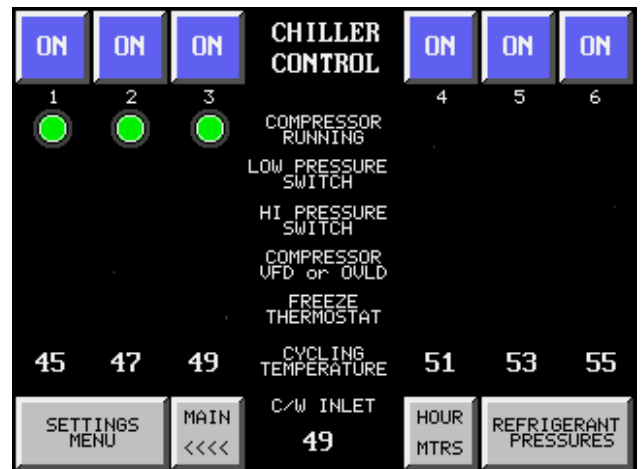 ON ON ON CHILLER CONTROL ON ON ON
1 2 3 4 5 6
COMPRESSOR
RUNNING
LOW PRESSURE
SWITCH
HI PRESSURE
SWITCH
COMPRESSOR
VFD or OVLD
FREEZE
THERMOSTAT
45 47 49 CYCLING TEMPERATURE 51 53 55
SETTINGS
MENU
MAIN
<<<<
C/W INLET
49
HOUR
MTRS
REFRIGERANT
PRESSURES